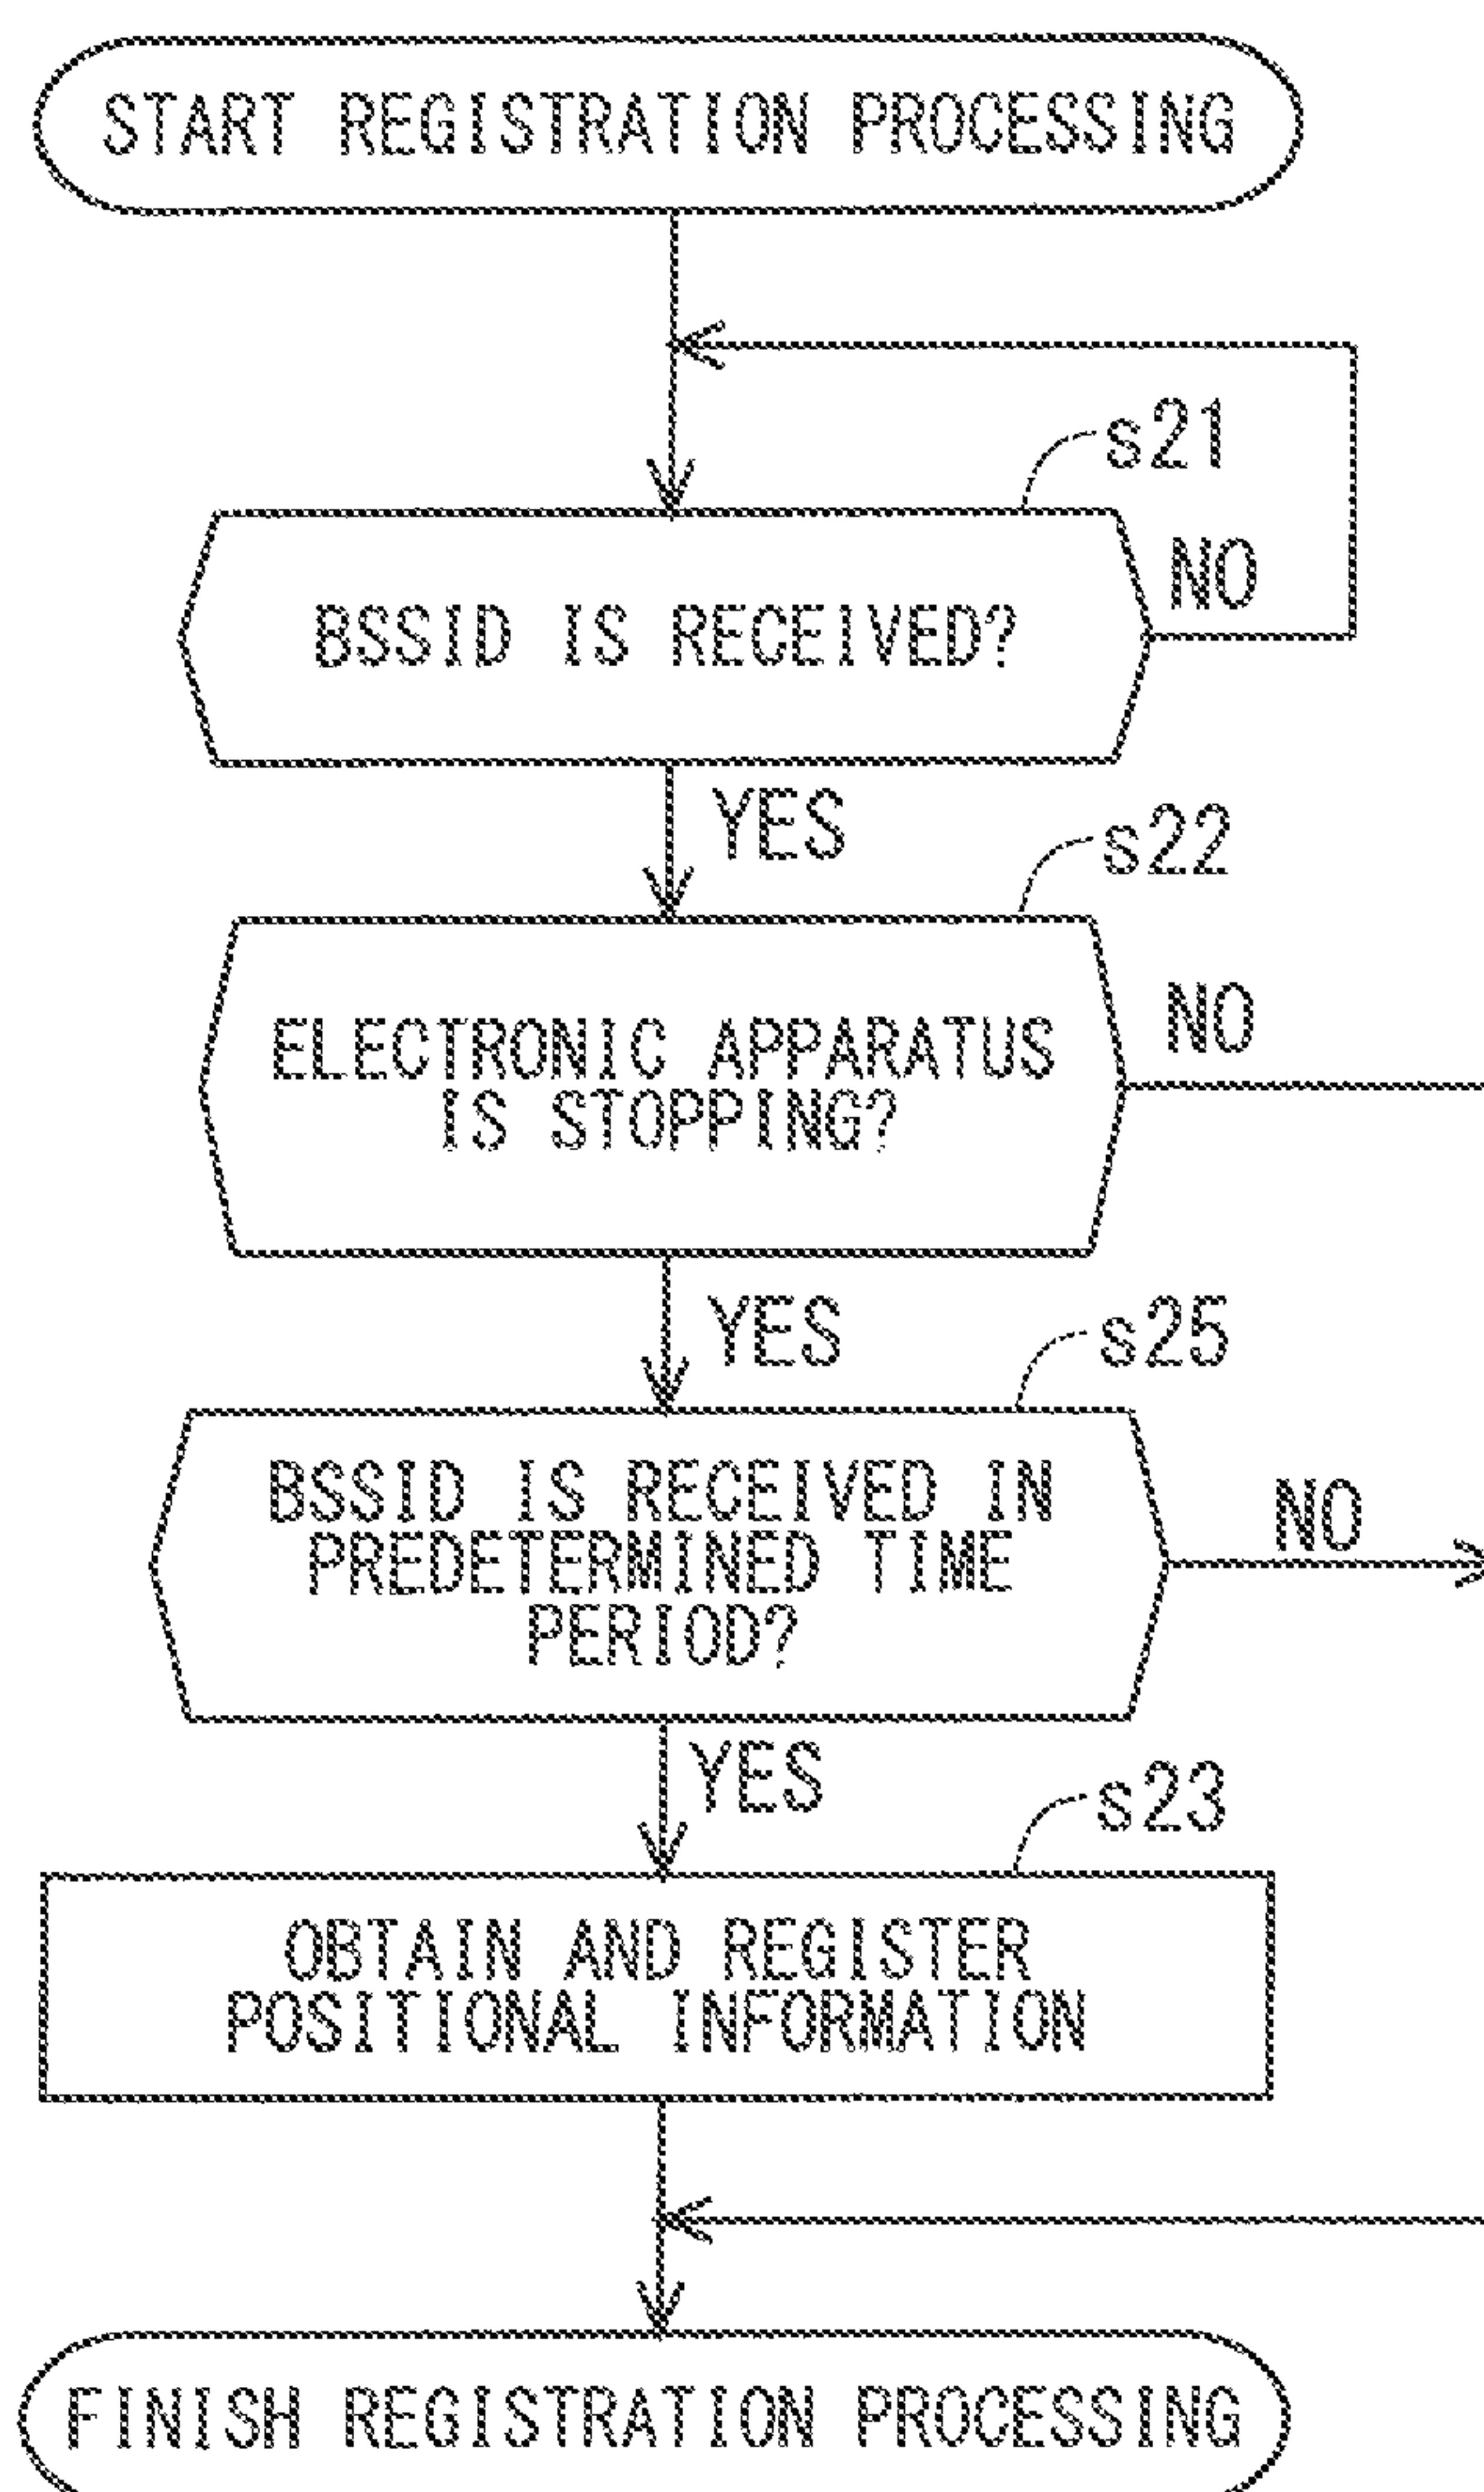 START REGISTRATION PROCESSING
s21
BSSID IS RECEIVED?
NO
YES
s22
ELECTRONIC APPARATUS
IS STOPPING?
NO
YES
s25
BSSID IS RECEIVED IN
PREDETERMINED TIME
PERIOD?
NO
YES
s23
OBTAIN AND REGISTER
POSITIONAL INFORMATION
FINISH REGISTRATION PROCESSING